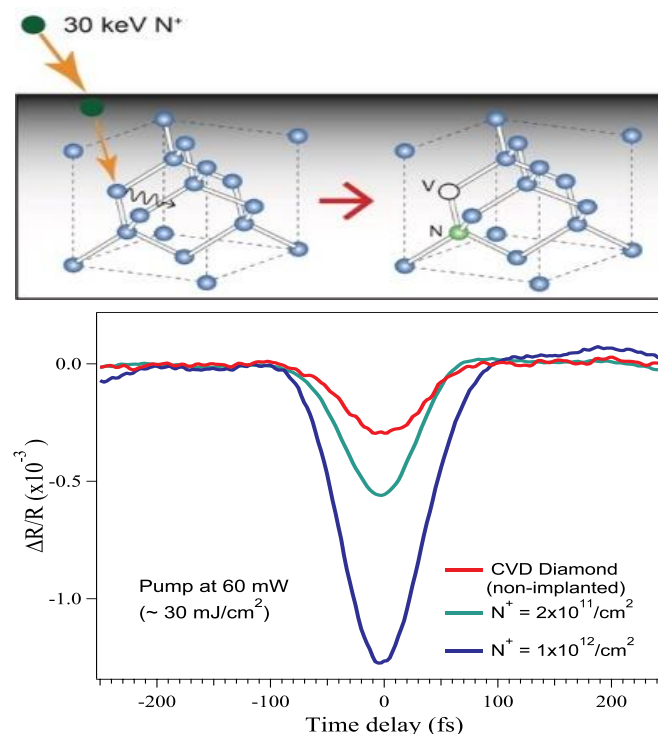 30 keV N⁺
V
N
0.0
-0.5
-1.0
ΔR/R (x10⁻³)
Pump at 60 mW
(~ 30 mJ/cm²)
CVD Diamond
(non-implanted)
N⁺ = 2x10¹¹/cm²
N⁺ = 1x10¹²/cm²
-200 -100 0 100 200
Time delay (fs)